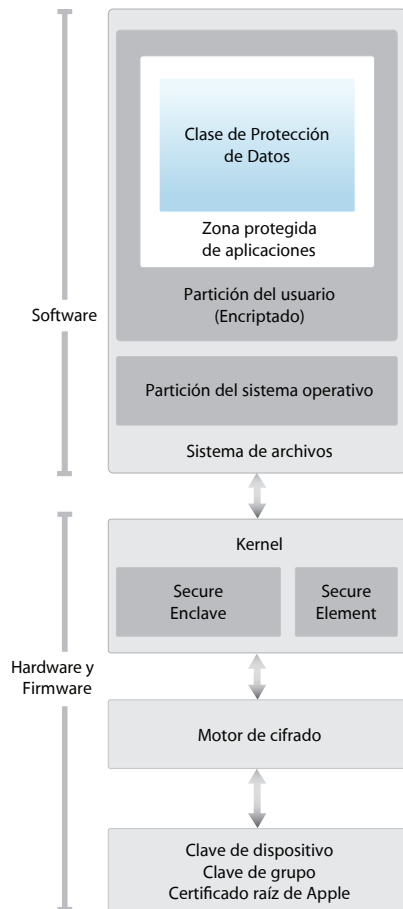 Clase de Protección
de Datos
Zona protegida
de aplicaciones
Partición del usuario
(Encriptado)
Software
Partición del sistema operativo
Sistema de archivos
Kernel
Secure
Enclave
Secure
Element
Hardware y
Firmware
Motor de cifrado
Clave de dispositivo
Clave de grupo
Certificado raíz de Apple